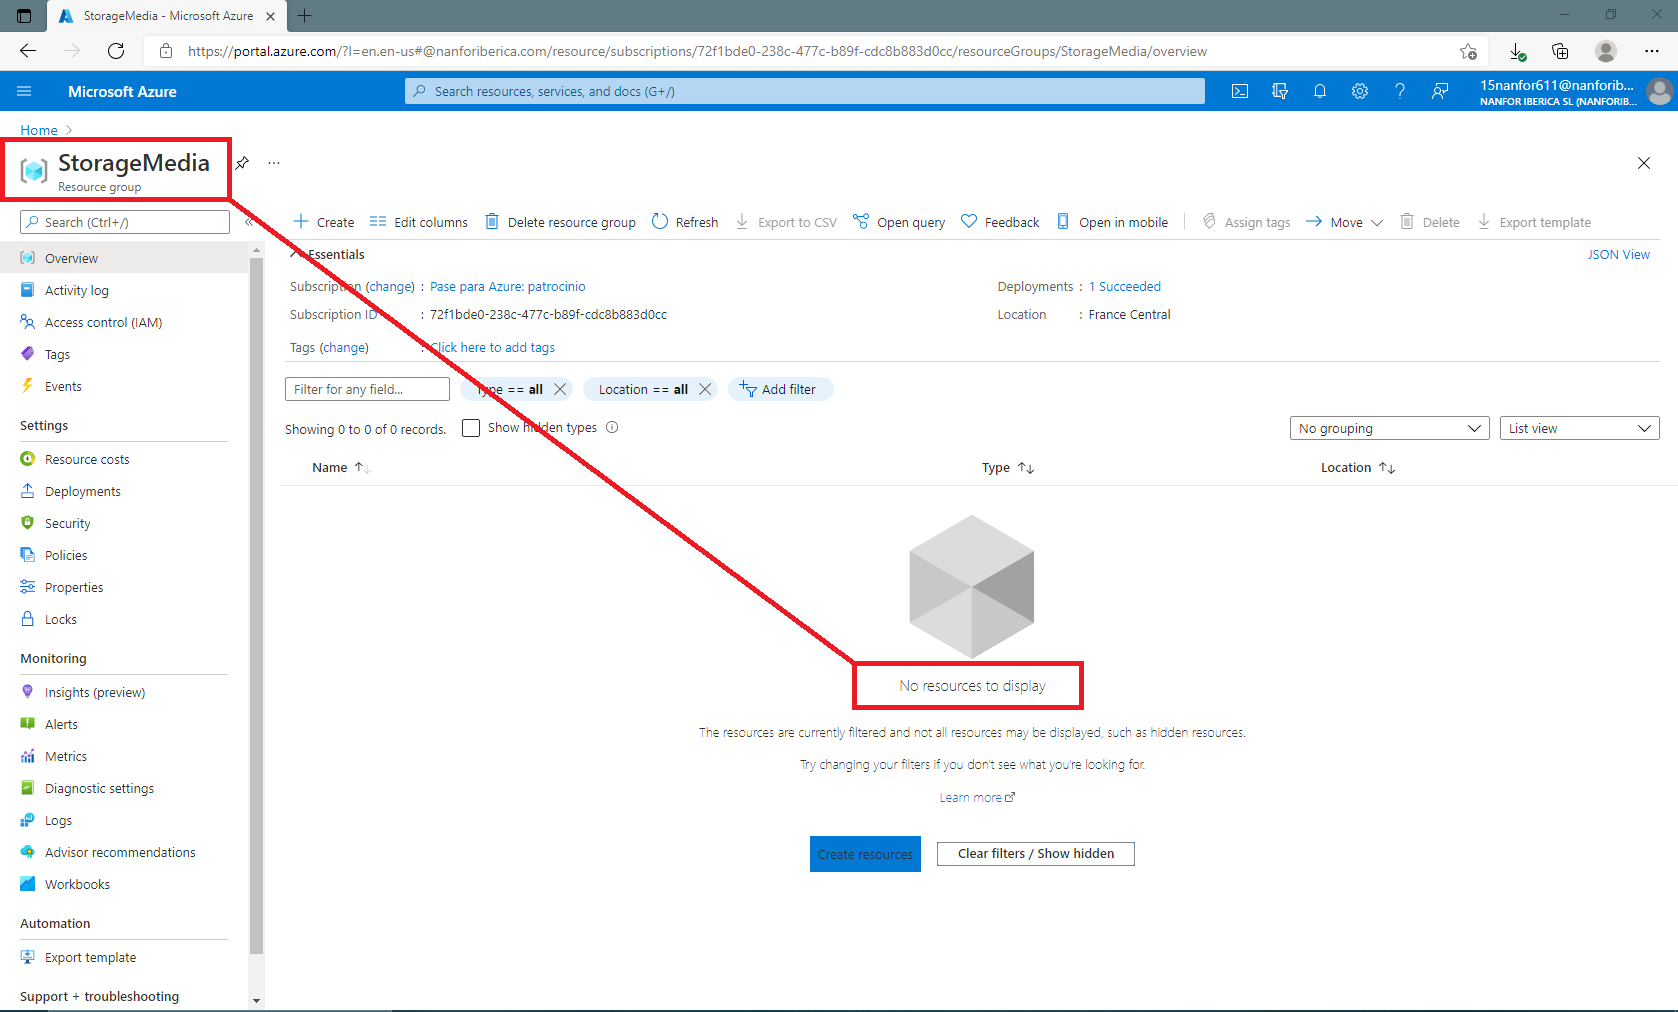 StorageMedia - Microsoft Azure
https://portal.azure.com/?l=en.en-us#@nanforiberica.com/resource/subscriptions/72f1bde0-238c-477c-b89f-cdc8b883d0cc/resourceGroups/StorageMedia/overview
Microsoft Azure
Search resources, services, and docs (G+/)
15nanfor611@nanforib...
NANFOR IBERICA SL (NANFORIB...
Home
StorageMedia
Resource group
Search (Ctrl+/)
Create
Edit columns
Delete resource group
Refresh
Export to CSV
Open query
Feedback
Open in mobile
Assign tags
Move
Delete
Export template
Overview
Activity log
Access control (IAM)
Tags
Events
Settings
Resource costs
Deployments
Security
Policies
Properties
Locks
Monitoring
Insights (preview)
Alerts
Metrics
Diagnostic settings
Logs
Advisor recommendations
Workbooks
Automation
Export template
Support + troubleshooting
Essentials
JSON View
Subscription (change) : Pase para Azure: patrocinio
Deployments : 1 Succeeded
Subscription ID : 72f1bde0-238c-477c-b89f-cdc8b883d0cc
Location : France Central
Tags (change) : Click here to add tags
Filter for any field...
Type == all
Location == all
Add filter
Showing 0 to 0 of 0 records.
Show hidden types
No grouping
List view
Name
Type
Location
No resources to display
The resources are currently filtered and not all resources may be displayed, such as hidden resources.
Try changing your filters if you don't see what you're looking for.
Learn more
Create resources
Clear filters / Show hidden